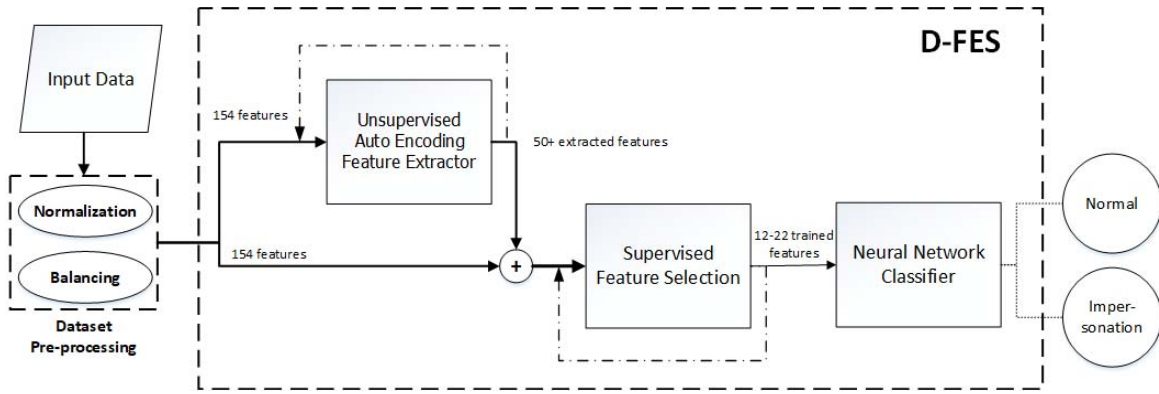 D-FES
Input Data
154 features
Unsupervised
Auto Encoding
Feature Extractor
50+ extracted features
Normalization
Balancing
Dataset
Pre-processing
154 features
+
Supervised
Feature Selection
12-22 trained
features
Neural Network
Classifier
Normal
Imper-
sonation